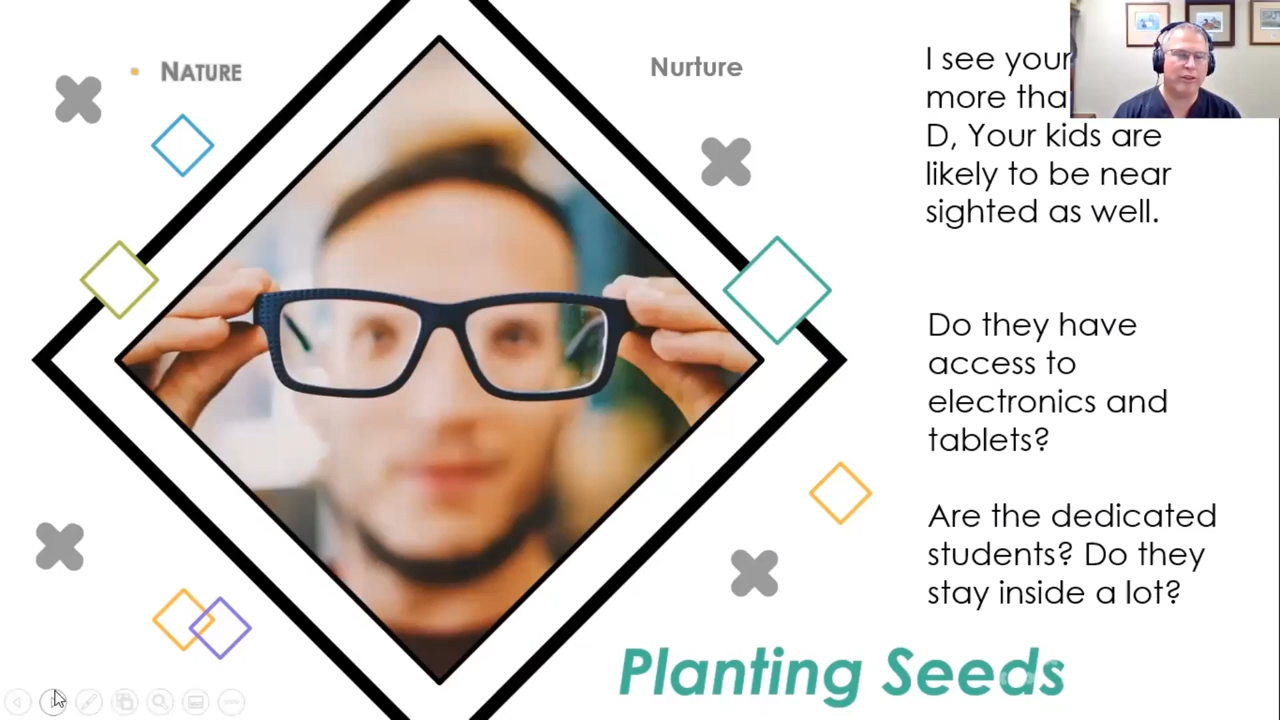 NATURE
Nurture
I see your
more tha
D, Your kids are
likely to be near
sighted as well.
Do they have
access to
electronics and
tablets?
Are the dedicated
students? Do they
stay inside a lot?
Planting Seeds